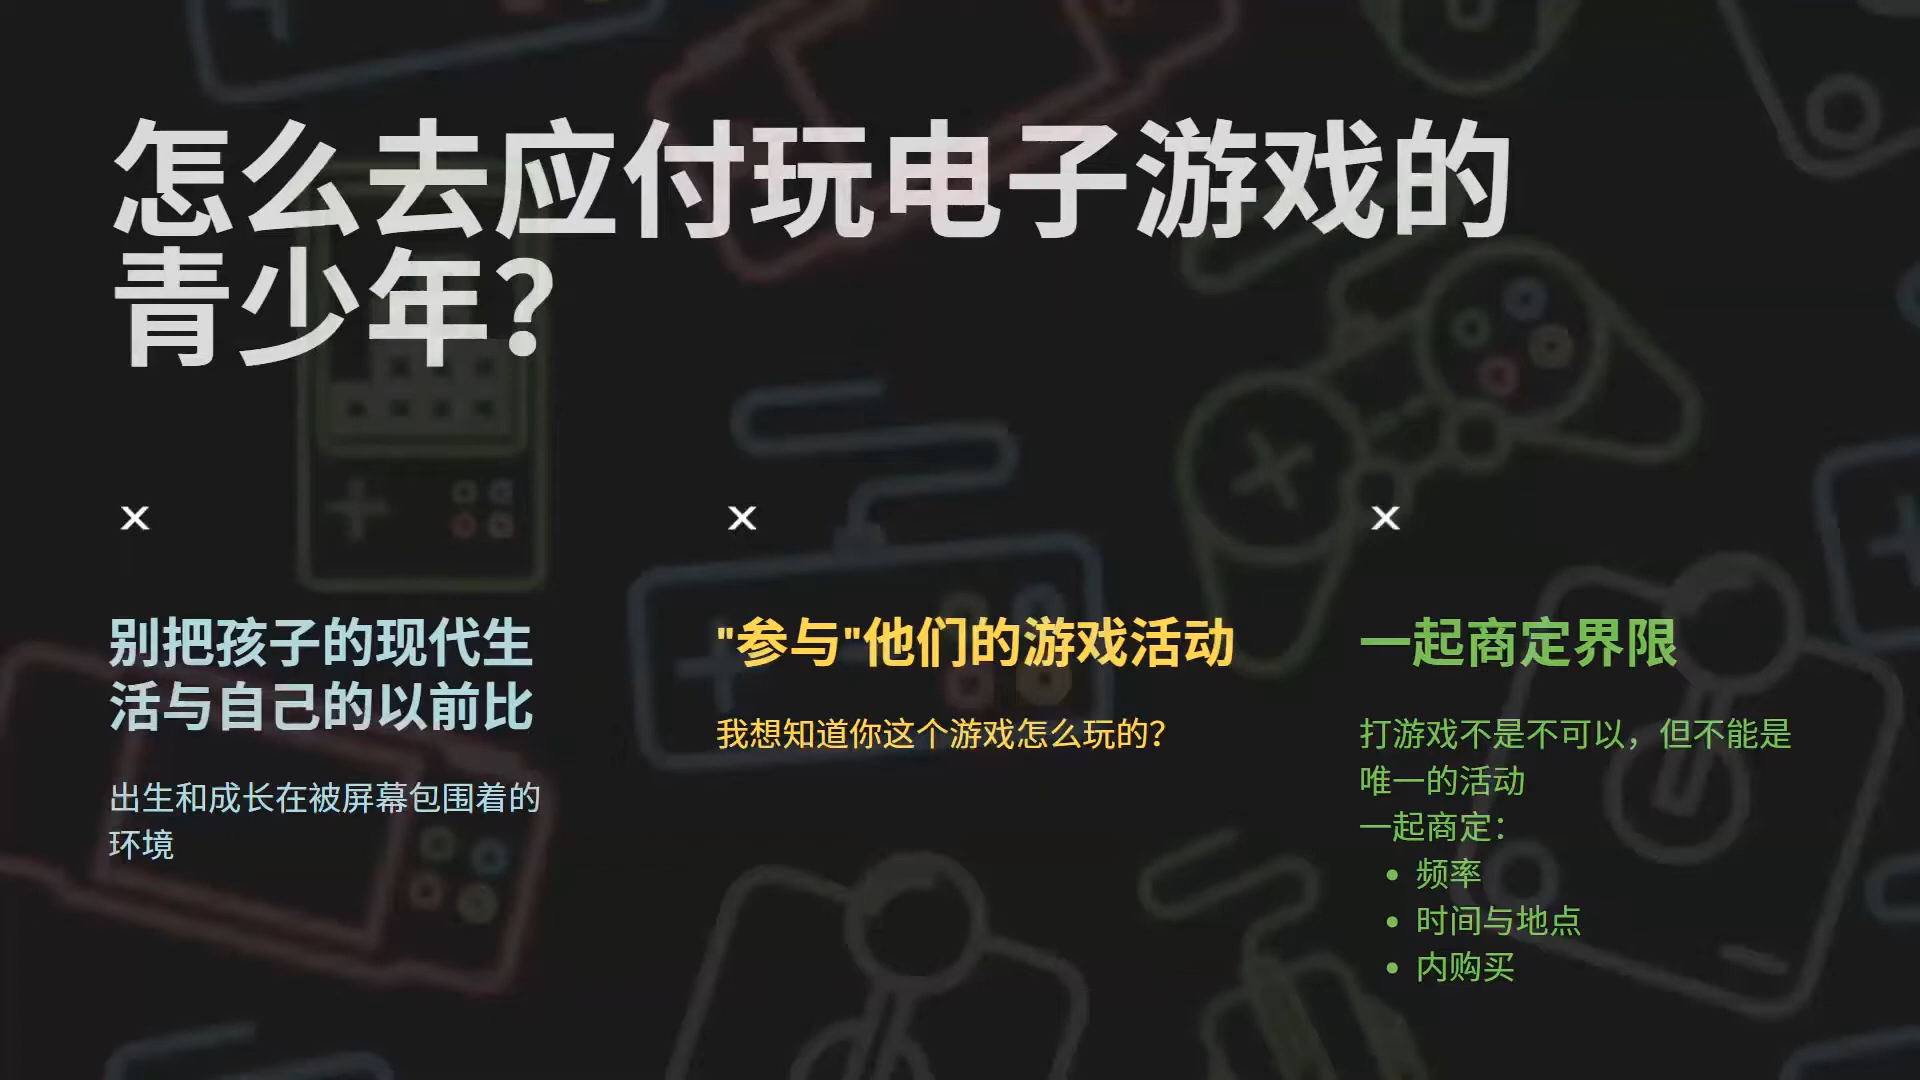 怎么去应付玩电子游戏的
青少年？
别把孩子的现代生
活与自己的以前比
出生和成长在被屏幕包围着的
环境
"参与"他们的游戏活动
我想知道你这个游戏怎么玩的？
一起商定界限
打游戏不是不可以，但不能是
唯一的活动
一起商定：
• 频率
• 时间与地点
• 内购买